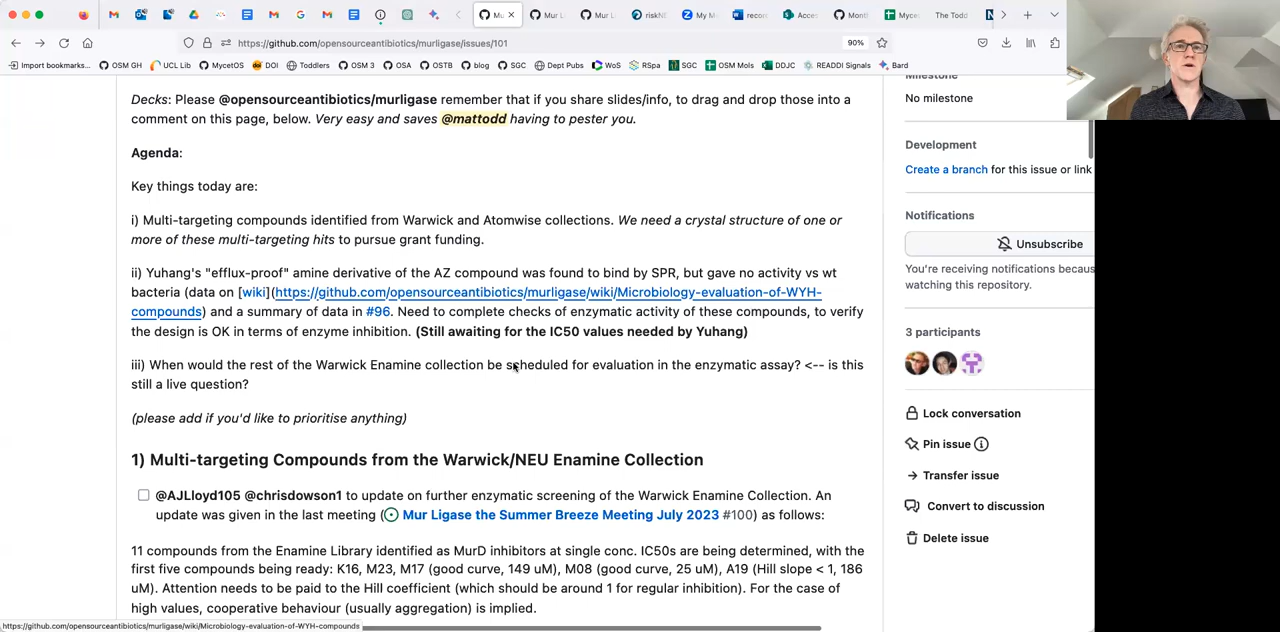 Mu
Mur L
Mur Li
riskN
My M
recor
Acces
Month
Myce
The Todd
https://github.com/opensourceantibiotics/murligase/issues/101
90%
Import bookmarks...
OSM GH
UCL Lib
MycetOS
DOI
Toddlers
OSM 3
OSA
OSTB
blog
SGC
Dept Pubs
WoS
RSpa
SGC
OSM Mols
DDJC
READDI Signals
Bard
Decks: Please @opensourceantibiotics/murligase remember that if you share slides/info, to drag and drop those into a
comment on this page, below. Very easy and saves @mattodd having to pester you.
Agenda:
Key things today are:
i) Multi-targeting compounds identified from Warwick and Atomwise collections. We need a crystal structure of one or
more of these multi-targeting hits to pursue grant funding.
ii) Yuhang's "efflux-proof" amine derivative of the AZ compound was found to bind by SPR, but gave no activity vs wt
bacteria (data on [wiki](https://github.com/opensourceantibiotics/murligase/wiki/Microbiology-evaluation-of-WYH-
compounds) and a summary of data in #96. Need to complete checks of enzymatic activity of these compounds, to verify
the design is OK in terms of enzyme inhibition. (Still awaiting for the IC50 values needed by Yuhang)
iii) When would the rest of the Warwick Enamine collection be scheduled for evaluation in the enzymatic assay? <-- is this
still a live question?
(please add if you'd like to prioritise anything)
1) Multi-targeting Compounds from the Warwick/NEU Enamine Collection
@AJLloyd105 @chrisdowson1 to update on further enzymatic screening of the Warwick Enamine Collection. An
update was given in the last meeting (Mur Ligase the Summer Breeze Meeting July 2023 #100) as follows:
11 compounds from the Enamine Library identified as MurD inhibitors at single conc. IC50s are being determined, with the
first five compounds being ready: K16, M23, M17 (good curve, 149 uM), M08 (good curve, 25 uM), A19 (Hill slope < 1, 186
uM). Attention needs to be paid to the Hill coefficient (which should be around 1 for regular inhibition). For the case of
high values, cooperative behaviour (usually aggregation) is implied.
https://github.com/opensourceantibiotics/murligase/wiki/Microbiology-evaluation-of-WYH-compounds
Milestone
No milestone
Development
Create a branch for this issue or link
Notifications
Unsubscribe
You're receiving notifications becaus
watching this repository.
3 participants
Lock conversation
Pin issue
Transfer issue
Convert to discussion
Delete issue